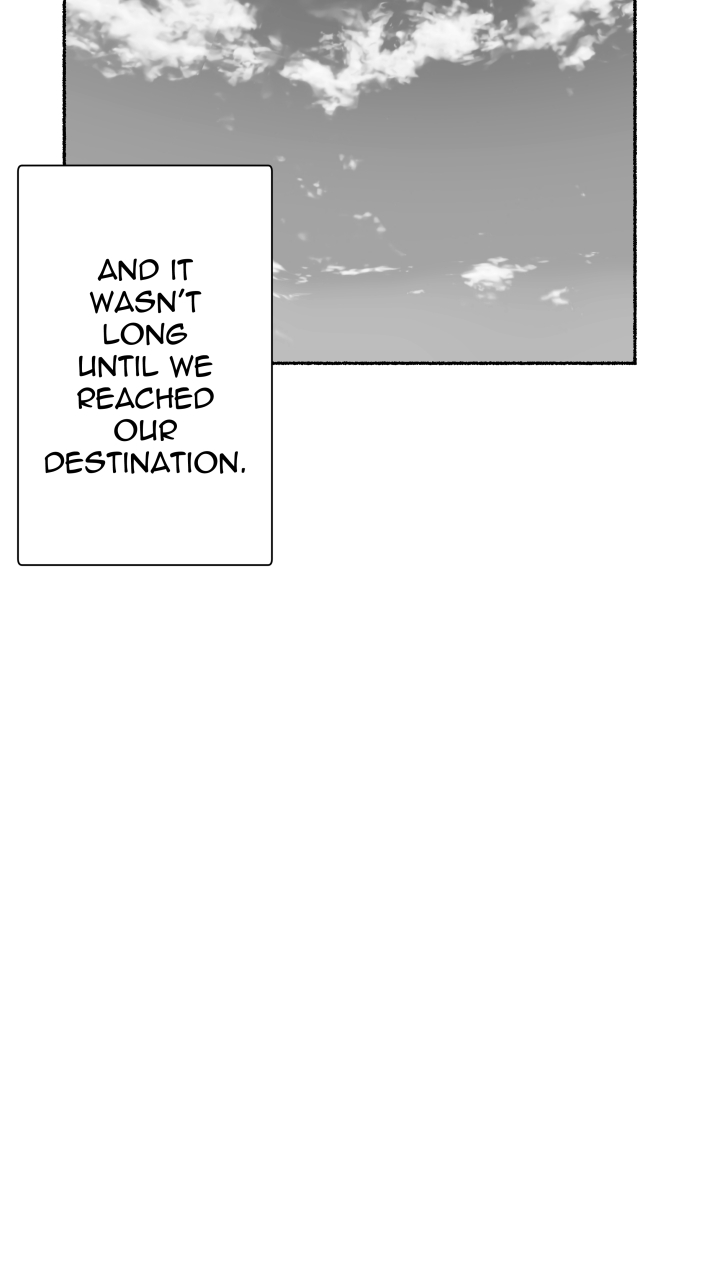 AND IT
WASN'T
LONG
UNTIL WE
REACHED
OUR
DESTINATION.